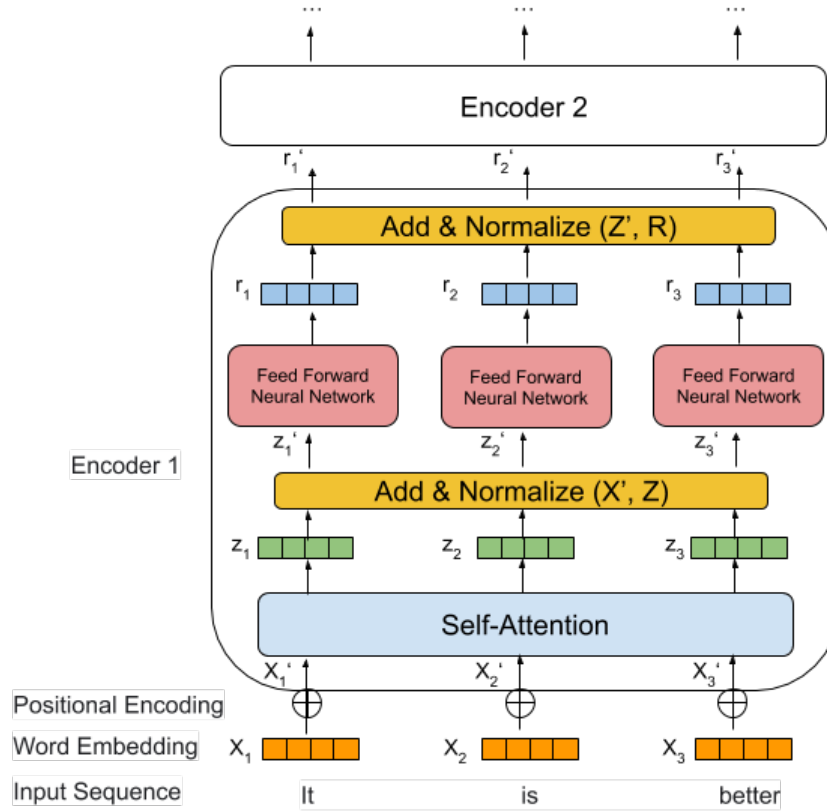 ... ... ...
Encoder 2
r1‘ r2‘ r3‘
Add & Normalize (Z’, R)
r1 r2 r3
Feed Forward Neural Network
Feed Forward Neural Network
Feed Forward Neural Network
z1‘ z2‘ z3‘
Encoder 1
Add & Normalize (X’, Z)
z1 z2 z3
Self-Attention
X1‘ X2‘ X3‘
Positional Encoding
Word Embedding X1 X2 X3
Input Sequence It is better